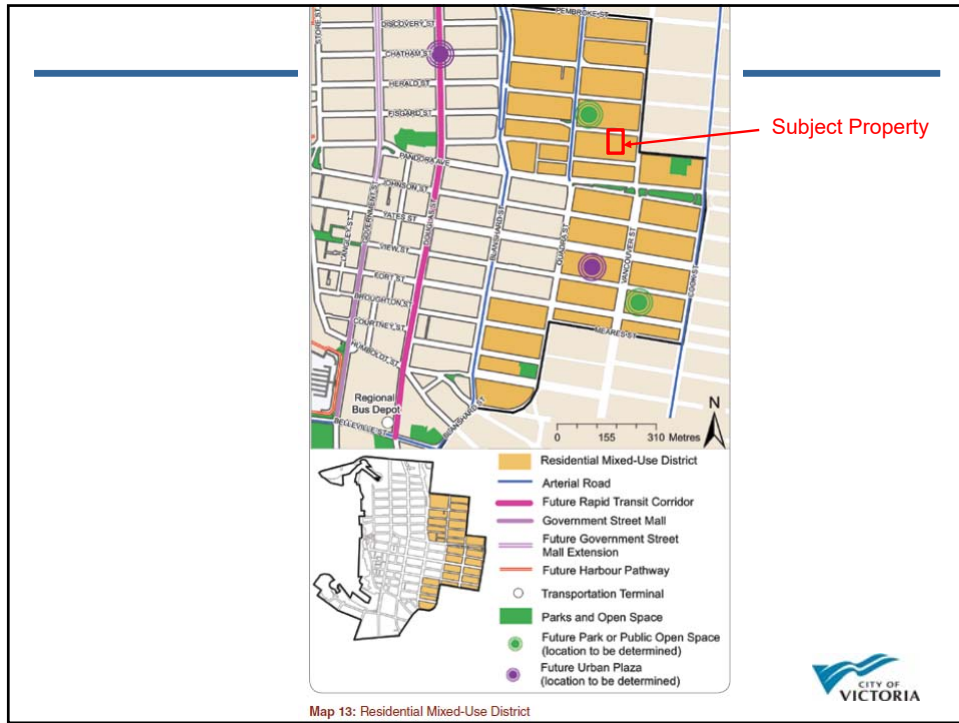 PEMBROKE ST
DISCOVERY ST
STORE ST
CHATHAM ST
HERALD ST
FISGARD ST
Subject Property
PANDORA AVE
JOHNSON ST
YATES ST
GOVERNMENT ST
DOUGLAS ST
BLANSHARD ST
LANGLEY ST
VIEW ST
QUADRA ST
VANCOUVER ST
COOK ST
FORT ST
BROUGHTON ST
COURTNEY ST
MEARES ST
HUMBOLDT ST
Regional
Bus Depot
BELLEVILLE ST
BLANSHARD ST
N
0 155 310 Metres
Residential Mixed-Use District
Arterial Road
Future Rapid Transit Corridor
Government Street Mall
Future Government Street
Mall Extension
Future Harbour Pathway
Transportation Terminal
Parks and Open Space
Future Park or Public Open Space
(location to be determined)
Future Urban Plaza
(location to be determined)
CITY OF
VICTORIA
Map 13: Residential Mixed-Use District